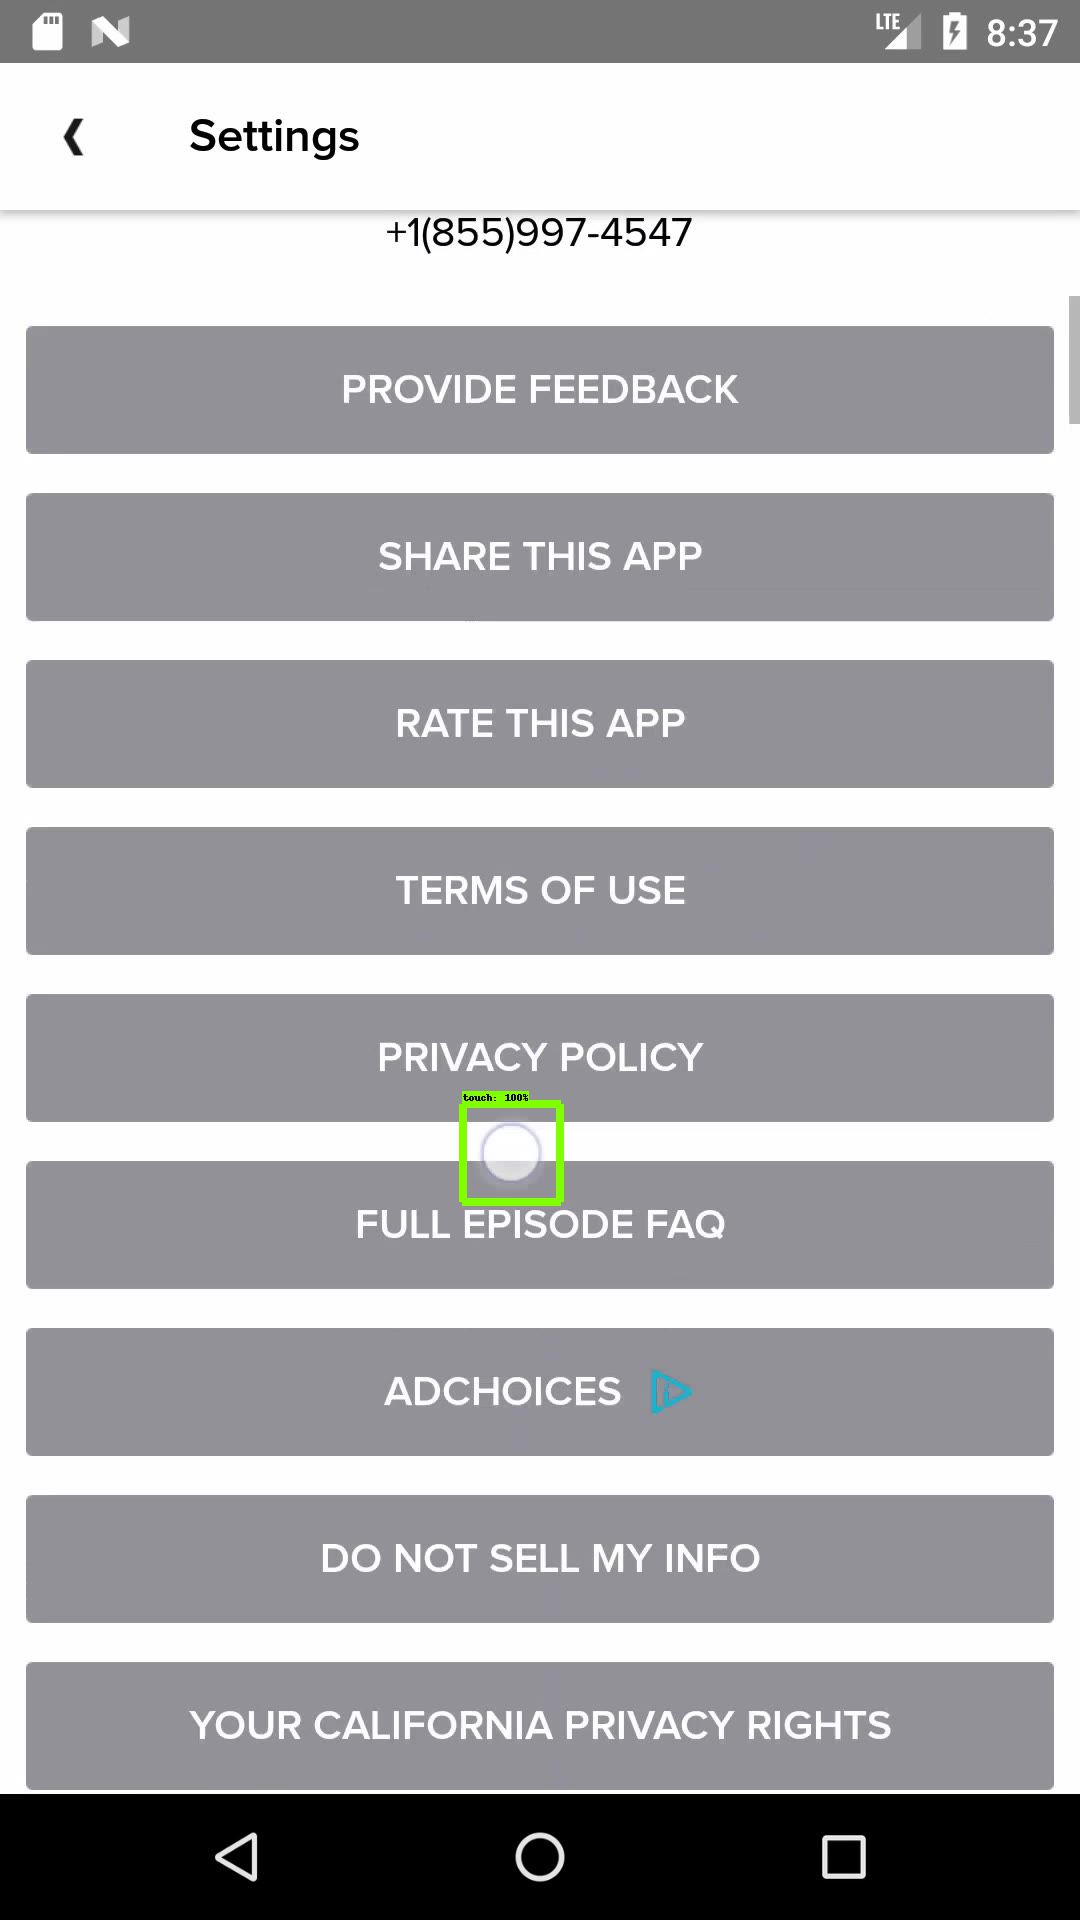 LTE 8:37
Settings
+1(855)997-4547
PROVIDE FEEDBACK
SHARE THIS APP
RATE THIS APP
TERMS OF USE
PRIVACY POLICY
touch: 100%
FULL EPISODE FAQ
ADCHOICES
DO NOT SELL MY INFO
YOUR CALIFORNIA PRIVACY RIGHTS